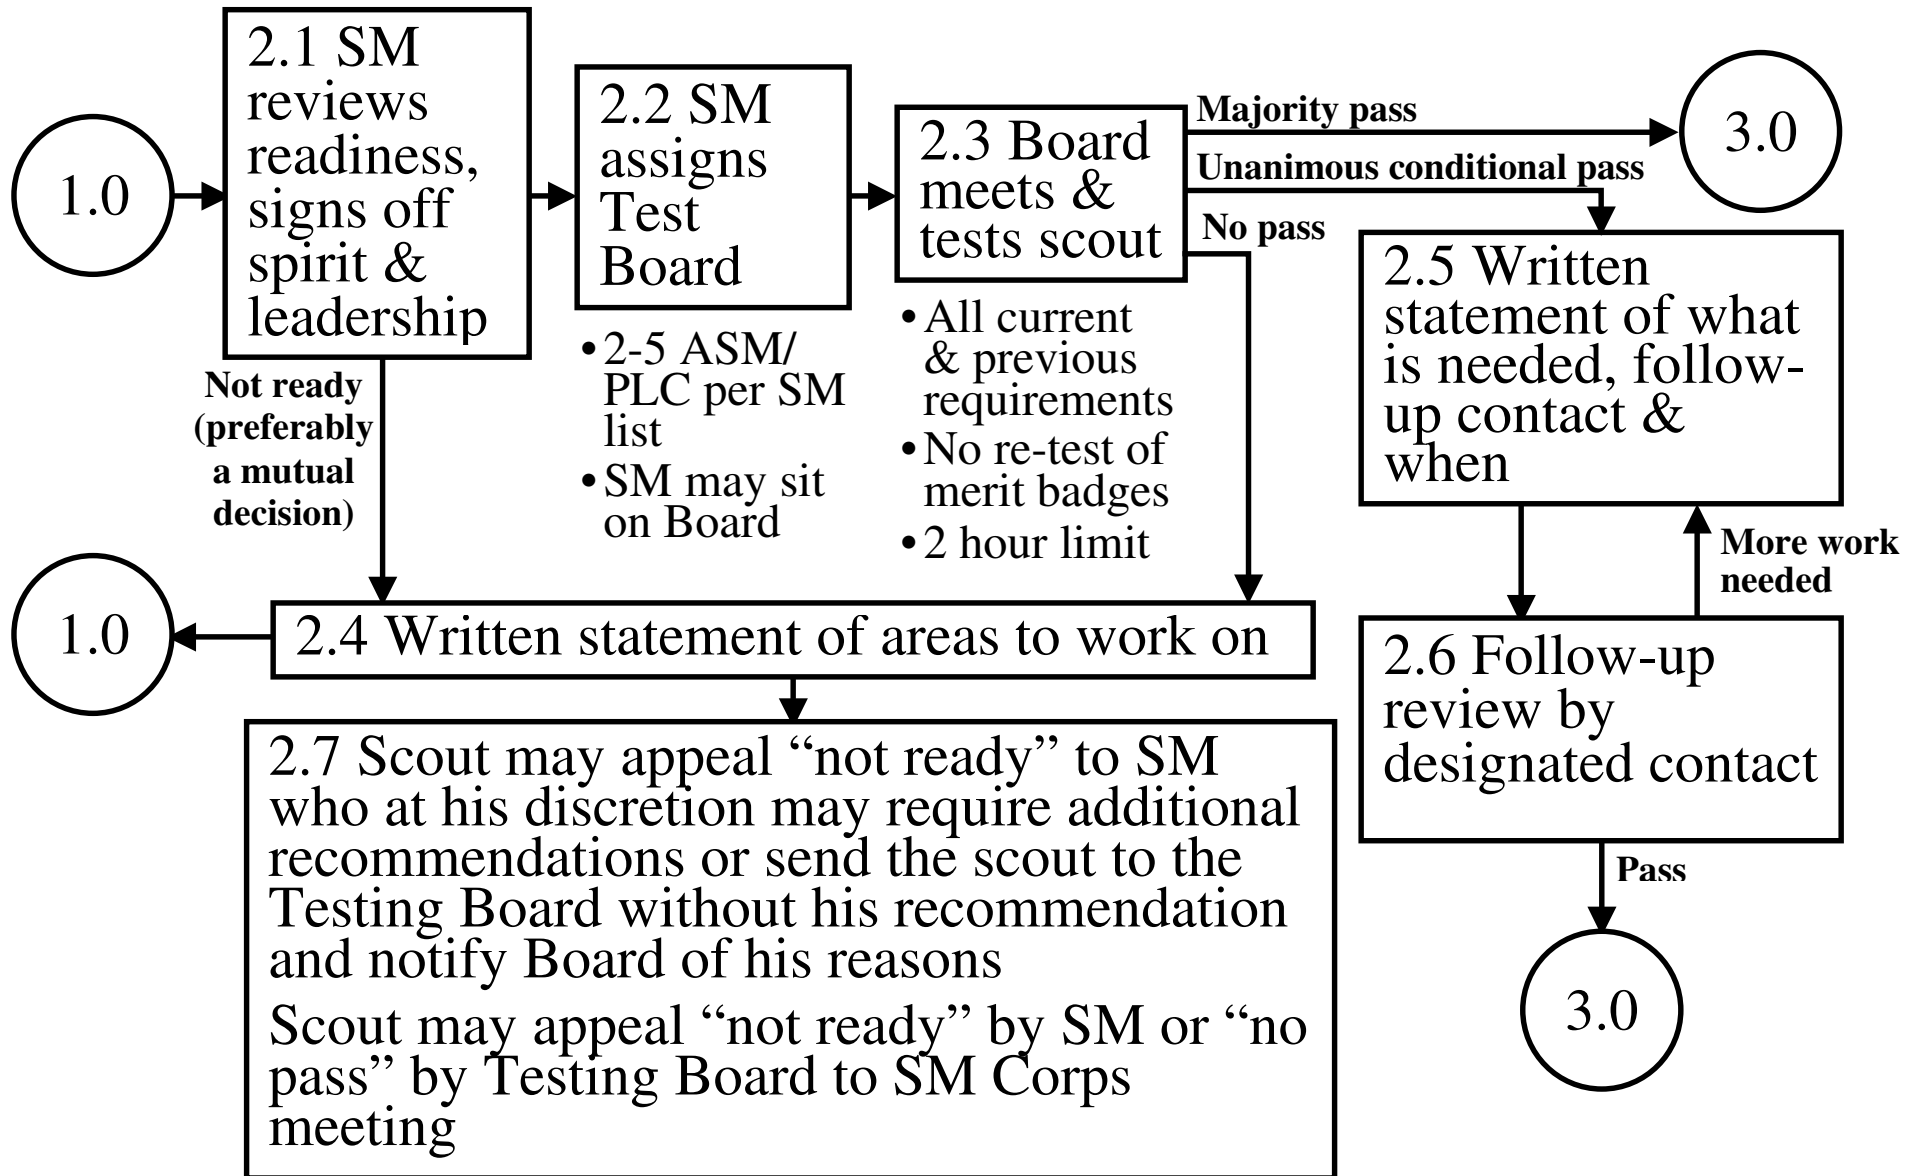 1.0
2.1 SM
reviews
readiness,
signs off
spirit &
leadership
Not ready
(preferably
a mutual
decision)
2.2 SM
assigns
Test
Board
•2-5 ASM/
PLC per SM
list
•SM may sit
on Board
2.3 Board
meets &
tests scout
•All current
& previous
requirements
•No re-test of
merit badges
•2 hour limit
Majority pass
Unanimous conditional pass
No pass
3.0
2.5 Written
statement of what
is needed, follow-
up contact &
when
More work
needed
1.0
2.4 Written statement of areas to work on
2.6 Follow-up
review by
designated contact
Pass
3.0
2.7 Scout may appeal “not ready” to SM
who at his discretion may require additional
recommendations or send the scout to the
Testing Board without his recommendation
and notify Board of his reasons
Scout may appeal “not ready” by SM or “no
pass” by Testing Board to SM Corps
meeting